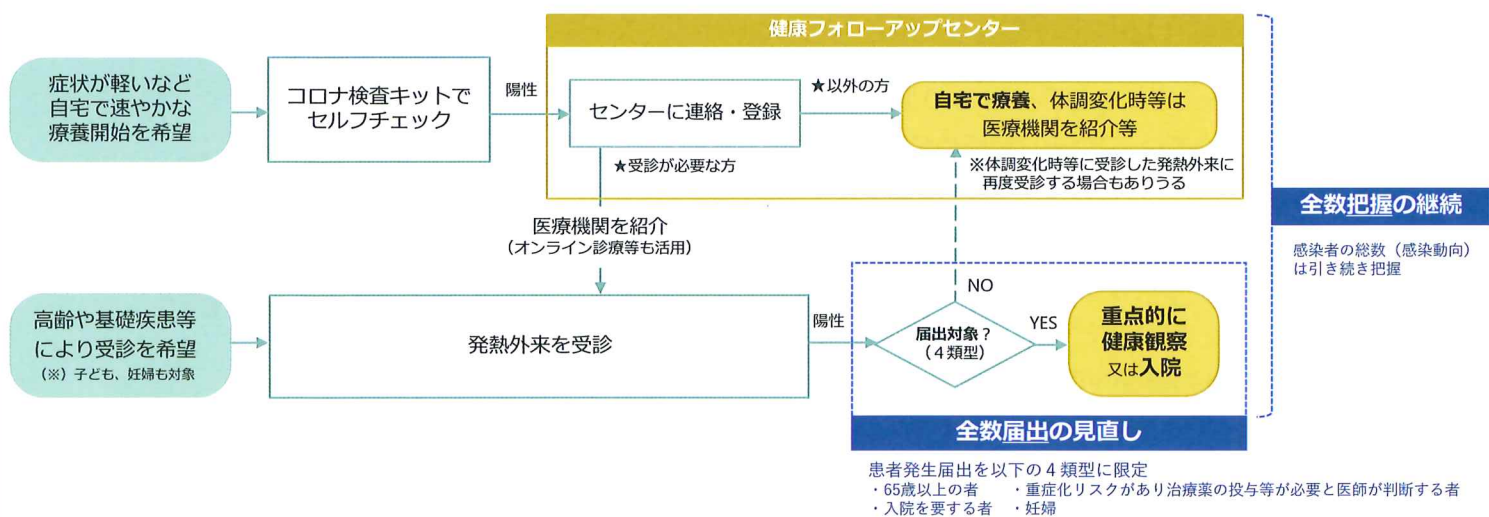 健康フォローアップセンター
症状が軽いなど
自宅で速やかな
療養開始を希望
コロナ検査キットで
セルフチェック
陽性
センターに連絡・登録
★以外の方
自宅で療養、体調変化時等は
医療機関を紹介等
★受診が必要な方
※体調変化時等に受診した発熱外来に
再度受診する場合もありうる
全数把握の継続
感染者の総数（感染動向）
は引き続き把握
医療機関を紹介
（オンライン診療等も活用）
高齢や基礎疾患等
により受診を希望
（※）子ども、妊婦も対象
発熱外来を受診
陽性
届出対象？
（４類型）
NO
YES
重点的に
健康観察
又は入院
全数届出の見直し
患者発生届出を以下の４類型に限定
・65歳以上の者　・重症化リスクがあり治療薬の投与等が必要と医師が判断する者
・入院を要する者　・妊婦